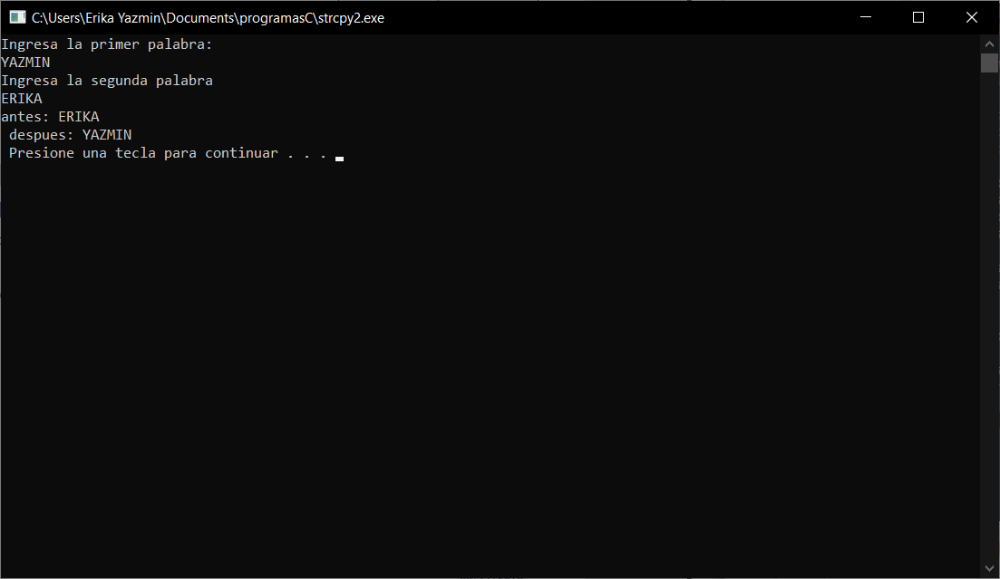 C:\Users\Erika Yazmin\Documents\programasC\strcpy2.exe
Ingresa la primer palabra:
YAZMIN
Ingresa la segunda palabra
ERIKA
antes: ERIKA
 despues: YAZMIN
 Presione una tecla para continuar . . .